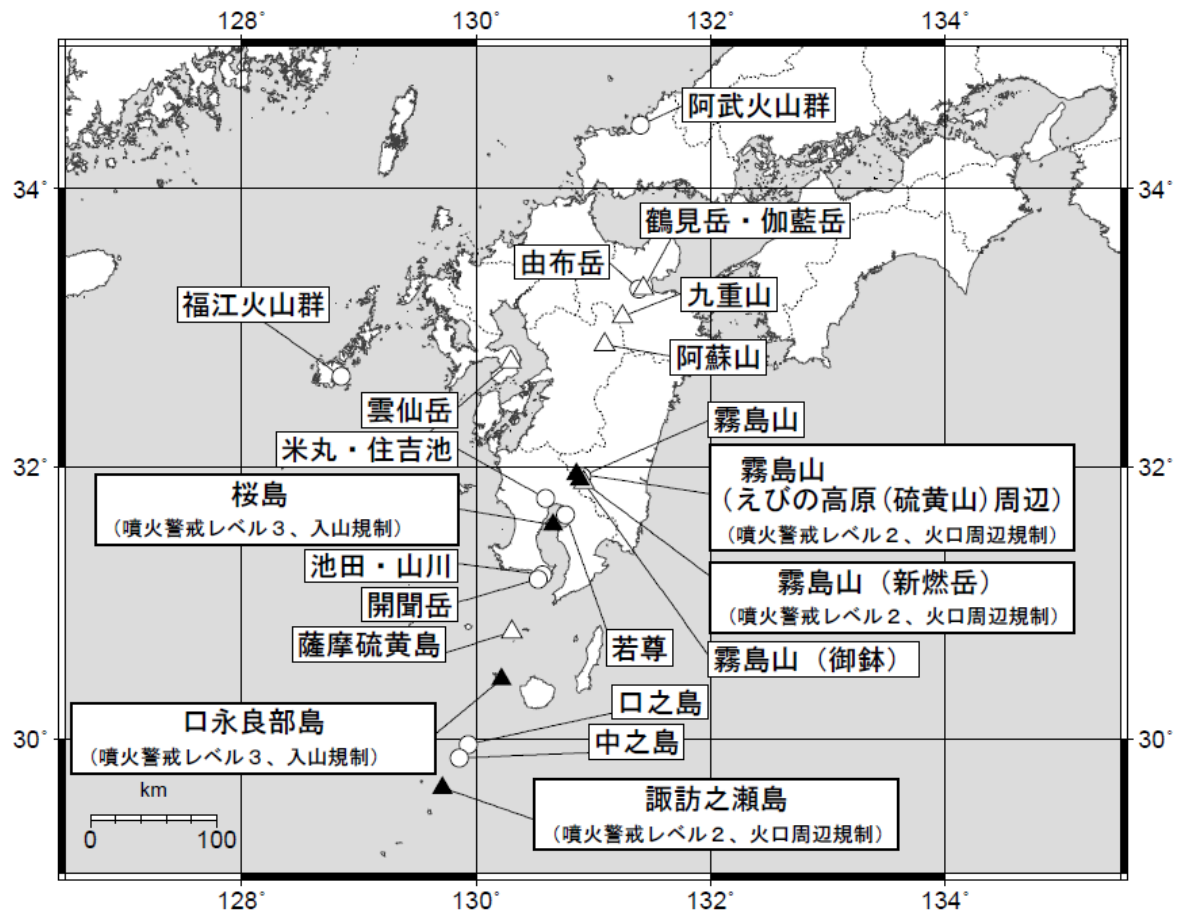 128° 130° 132° 134°
阿武火山群
34° 34°
鶴見岳・伽藍岳
由布岳
九重山
福江火山群
阿蘇山
雲仙岳
霧島山
米丸・住吉池
32° 32°
霧島山
(えびの高原(硫黄山)周辺)
(噴火警戒レベル2、火口周辺規制)
桜島
(噴火警戒レベル3、入山規制)
池田・山川
霧島山(新燃岳)
(噴火警戒レベル2、火口周辺規制)
開聞岳
薩摩硫黄島
若尊
霧島山(御鉢)
口之島
口永良部島
(噴火警戒レベル3、入山規制)
中之島
30° 30°
諏訪之瀬島
(噴火警戒レベル2、火口周辺規制)
km
0 100
128° 130° 132° 134°